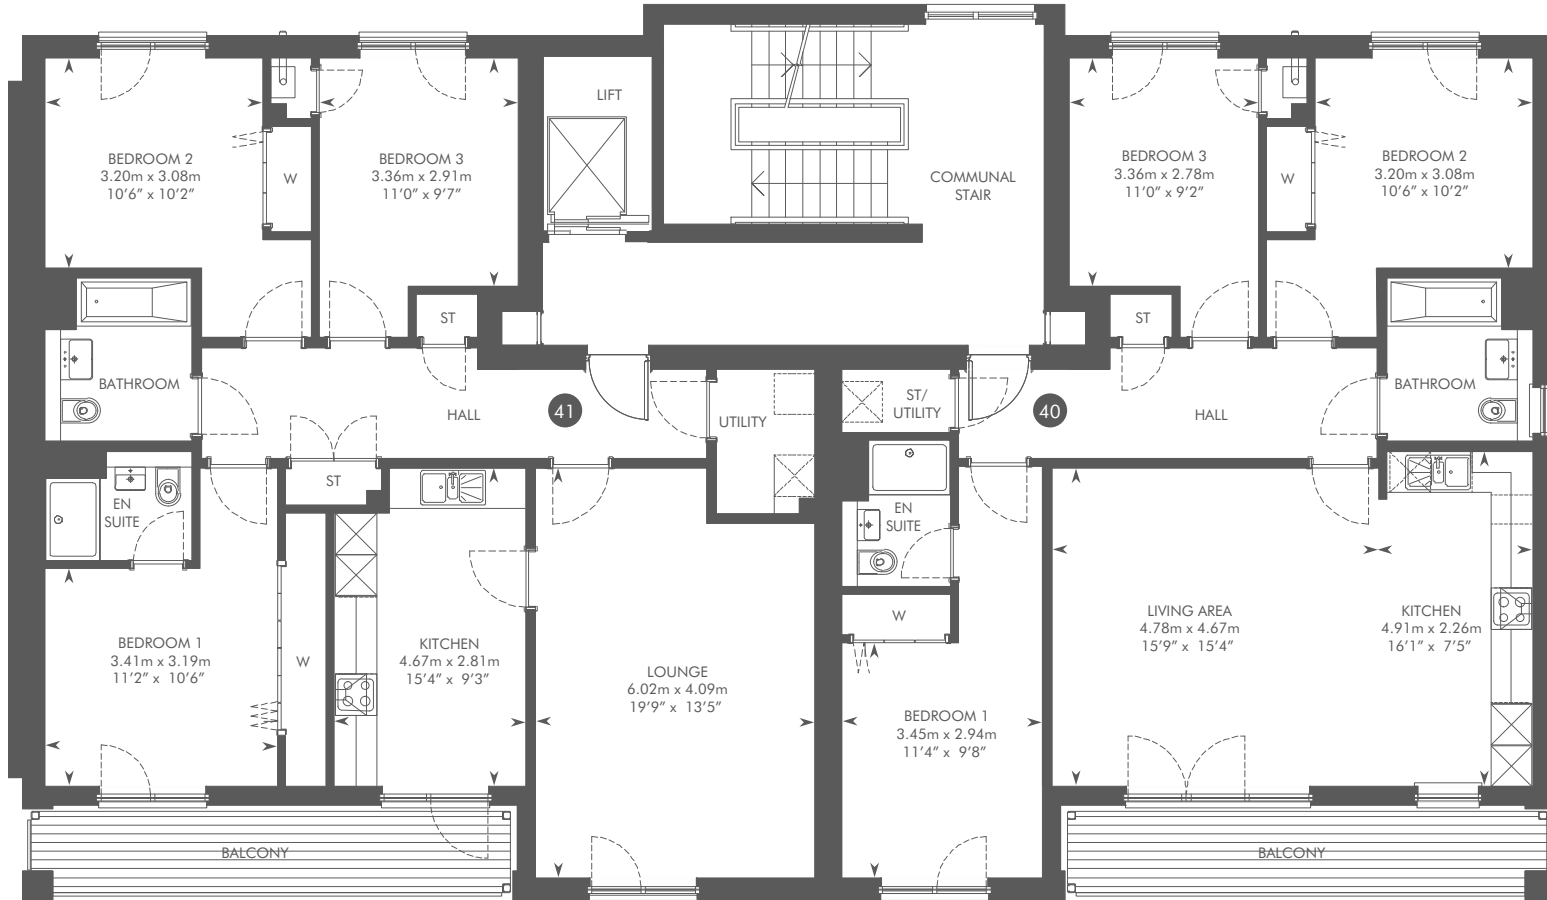 LIFT
BEDROOM 2
3.20m x 3.08m
10’6” x 10’2”
W
BEDROOM 3
3.36m x 2.91m
11’0” x 9’7”
COMMUNAL
STAIR
BEDROOM 3
3.36m x 2.78m
11’0” x 9’2”
W
BEDROOM 2
3.20m x 3.08m
10’6” x 10’2”
ST
ST
BATHROOM
HALL
41
UTILITY
ST/
UTILITY
40
HALL
BATHROOM
EN
SUITE
ST
EN
SUITE
BEDROOM 1
3.41m x 3.19m
11’2” x 10’6”
W
KITCHEN
4.67m x 2.81m
15’4” x 9’3”
LOUNGE
6.02m x 4.09m
19’9” x 13’5”
W
BEDROOM 1
3.45m x 2.94m
11’4” x 9’8”
LIVING AREA
4.78m x 4.67m
15’9” x 15’4”
KITCHEN
4.91m x 2.26m
16’1” x 7’5”
BALCONY
BALCONY